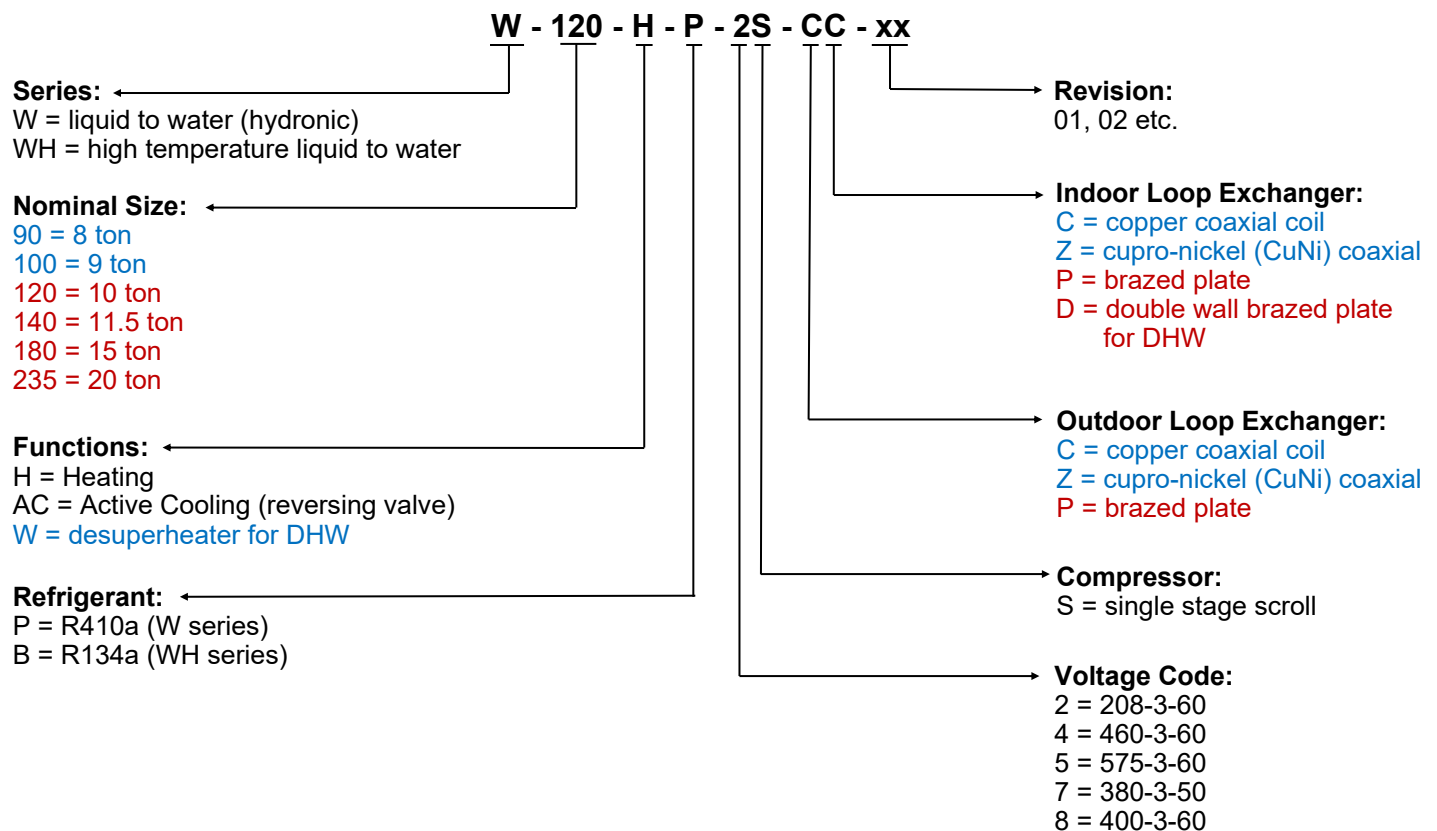 W - 120 - H - P - 2S - CC - xx
Series:
W = liquid to water (hydronic)
WH = high temperature liquid to water
Nominal Size:
90 = 8 ton
100 = 9 ton
120 = 10 ton
140 = 11.5 ton
180 = 15 ton
235 = 20 ton
Functions:
H = Heating
AC = Active Cooling (reversing valve)
W = desuperheater for DHW
Refrigerant:
P = R410a (W series)
B = R134a (WH series)
Revision:
01, 02 etc.
Indoor Loop Exchanger:
C = copper coaxial coil
Z = cupro-nickel (CuNi) coaxial
P = brazed plate
D = double wall brazed plate
for DHW
Outdoor Loop Exchanger:
C = copper coaxial coil
Z = cupro-nickel (CuNi) coaxial
P = brazed plate
Compressor:
S = single stage scroll
Voltage Code:
2 = 208-3-60
4 = 460-3-60
5 = 575-3-60
7 = 380-3-50
8 = 400-3-60